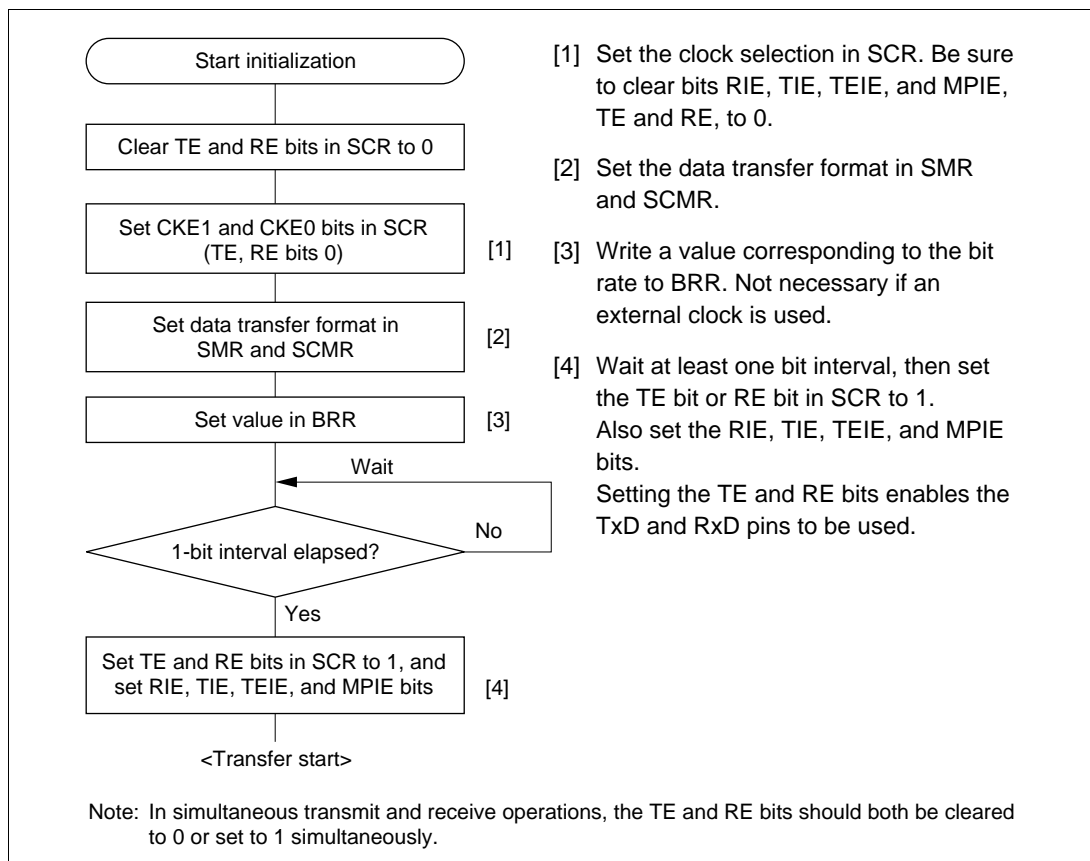 Start initialization
Clear TE and RE bits in SCR to 0
Set CKE1 and CKE0 bits in SCR
(TE, RE bits 0)
[1]
Set data transfer format in
SMR and SCMR
[2]
Set value in BRR
[3]
Wait
No
1-bit interval elapsed?
Yes
Set TE and RE bits in SCR to 1, and
set RIE, TIE, TEIE, and MPIE bits
[4]
<Transfer start>
[1] Set the clock selection in SCR. Be sure
to clear bits RIE, TIE, TEIE, and MPIE,
TE and RE, to 0.
[2] Set the data transfer format in SMR
and SCMR.
[3] Write a value corresponding to the bit
rate to BRR. Not necessary if an
external clock is used.
[4] Wait at least one bit interval, then set
the TE bit or RE bit in SCR to 1.
Also set the RIE, TIE, TEIE, and MPIE
bits.
Setting the TE and RE bits enables the
TxD and RxD pins to be used.
Note: In simultaneous transmit and receive operations, the TE and RE bits should both be cleared
to 0 or set to 1 simultaneously.